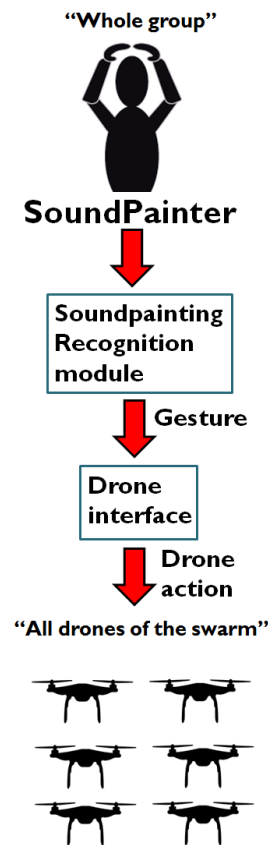 “Whole group”
SoundPainter
Soundpainting
Recognition
module
Gesture
Drone
interface
Drone
action
“All drones of the swarm”